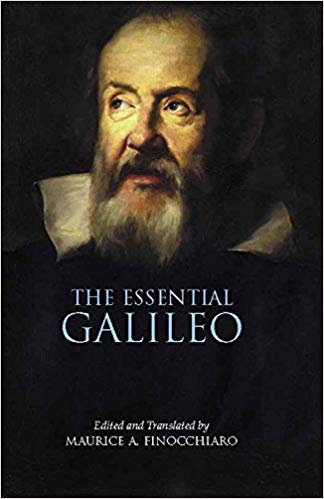 THE ESSENTIAL
GALILEO
Edited and Translated by
MAURICE A. FINOCCHIARO